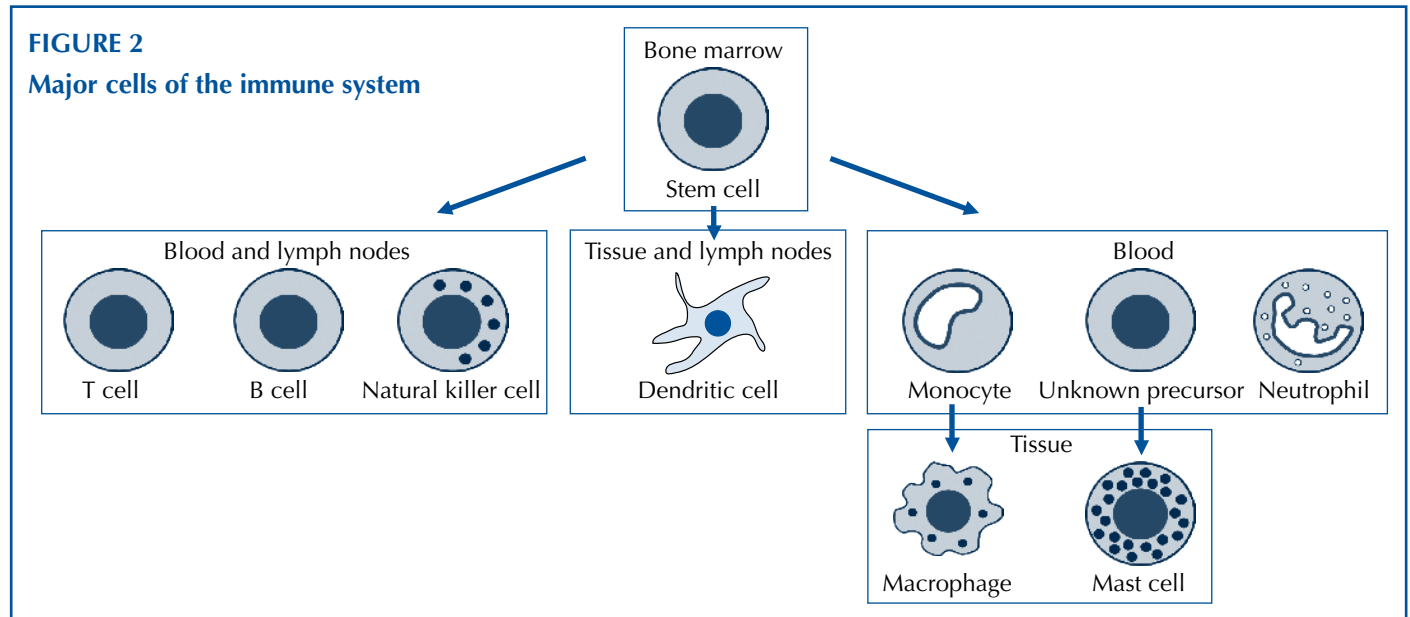 FIGURE 2
Major cells of the immune system
Bone marrow
Stem cell
Blood and lymph nodes
T cell
B cell
Natural killer cell
Tissue and lymph nodes
Dendritic cell
Blood
Monocyte
Unknown precursor
Neutrophil
Tissue
Macrophage
Mast cell